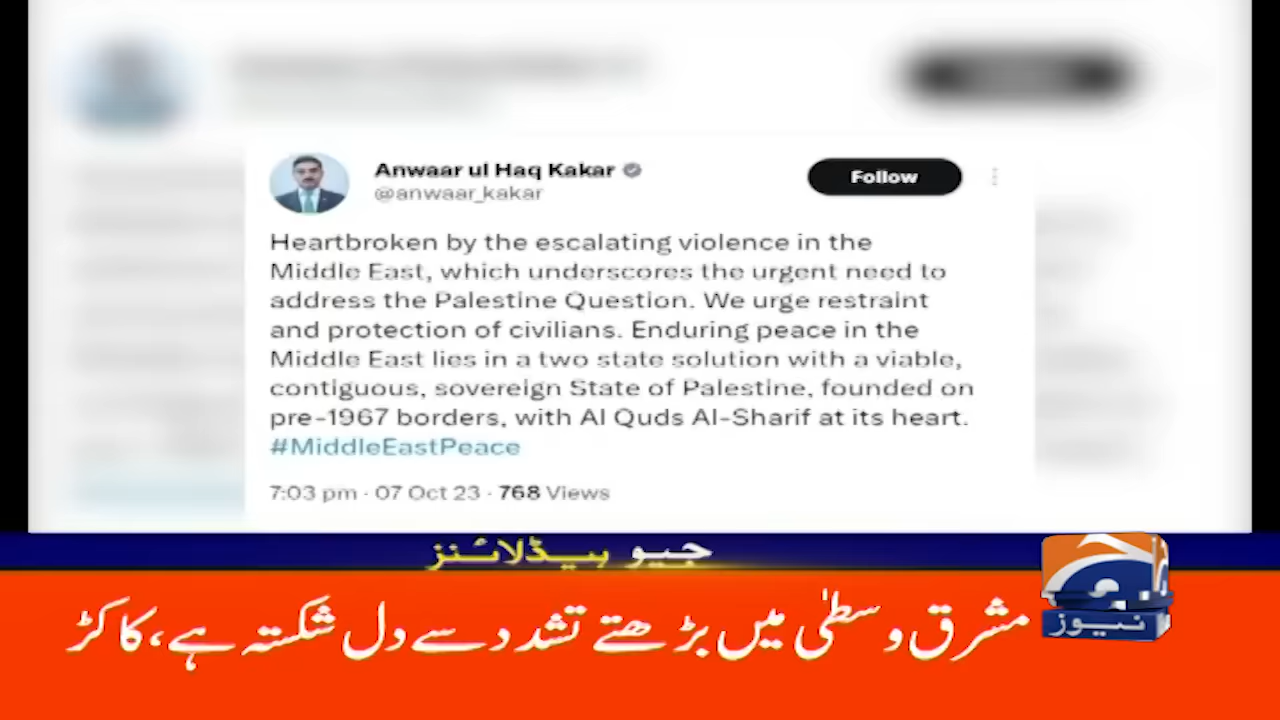 Anwaar ul Haq Kakar
@anwaar_kakar
Follow
Heartbroken by the escalating violence in the
Middle East, which underscores the urgent need to
address the Palestine Question. We urge restraint
and protection of civilians. Enduring peace in the
Middle East lies in a two state solution with a viable,
contiguous, sovereign State of Palestine, founded on
pre-1967 borders, with Al Quds Al-Sharif at its heart.
#MiddleEastPeace
7:03 pm · 07 Oct 23 · 768 Views
جیو ہیڈلائنز
مشرق وسطیٰ میں بڑھتے تشدد سے دل شکستہ ہے، کاکڑ
نیوز